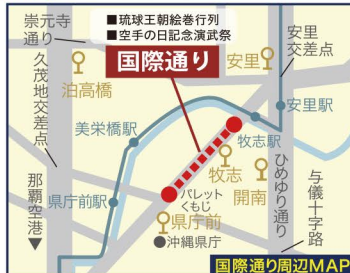 ■琉球王朝絵巻行列
■空手の日記念演武祭
国際通り
崇元寺
通り
久茂地交差点
泊高橋
安里
安里
交差点
安里駅
美栄橋駅
牧志駅
牧志
開南
ひめゆり通り
与儀十字路
県庁前駅
パレット
くもじ
県庁前
沖縄県庁
那覇空港
▼
国際通り周辺MAP